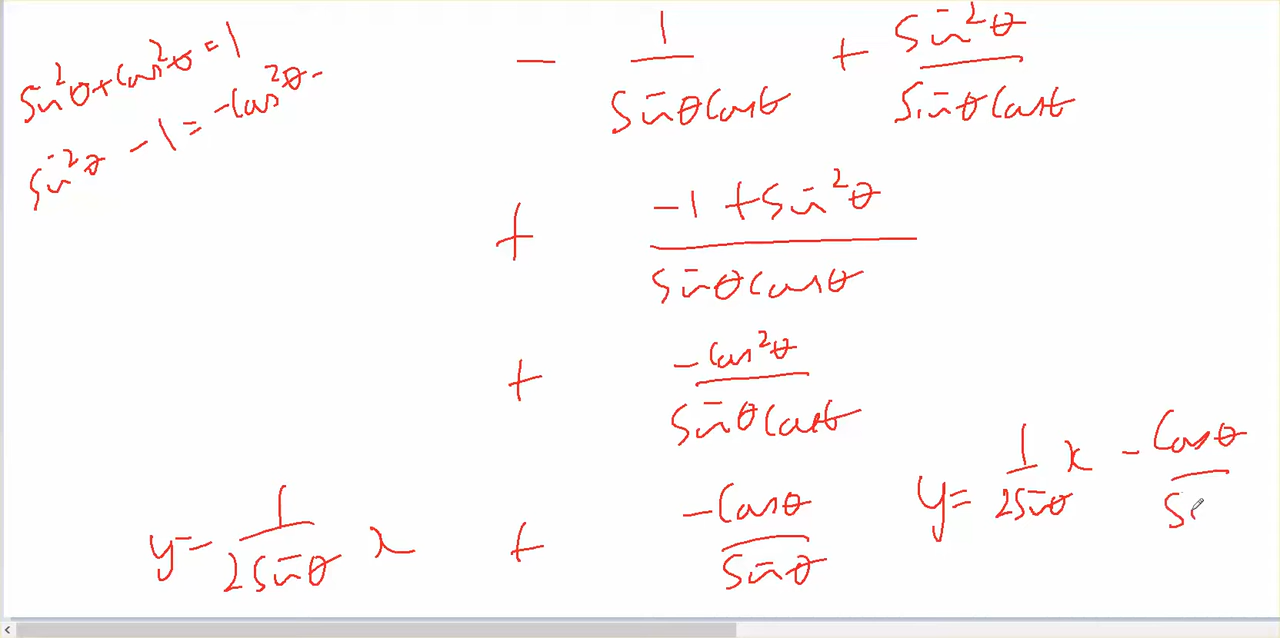 sin²θ + cos²θ = 1
sin²θ - 1 = -cos²θ
- 1/(sinθcosθ) + sin²θ/(sinθcosθ)
+ (-1 + sin²θ)/(sinθcosθ)
+ -cos²θ/(sinθcosθ)
y = 1/(2sinθ) x + -cosθ/sinθ
y = 1/(2sinθ) x - cosθ/s